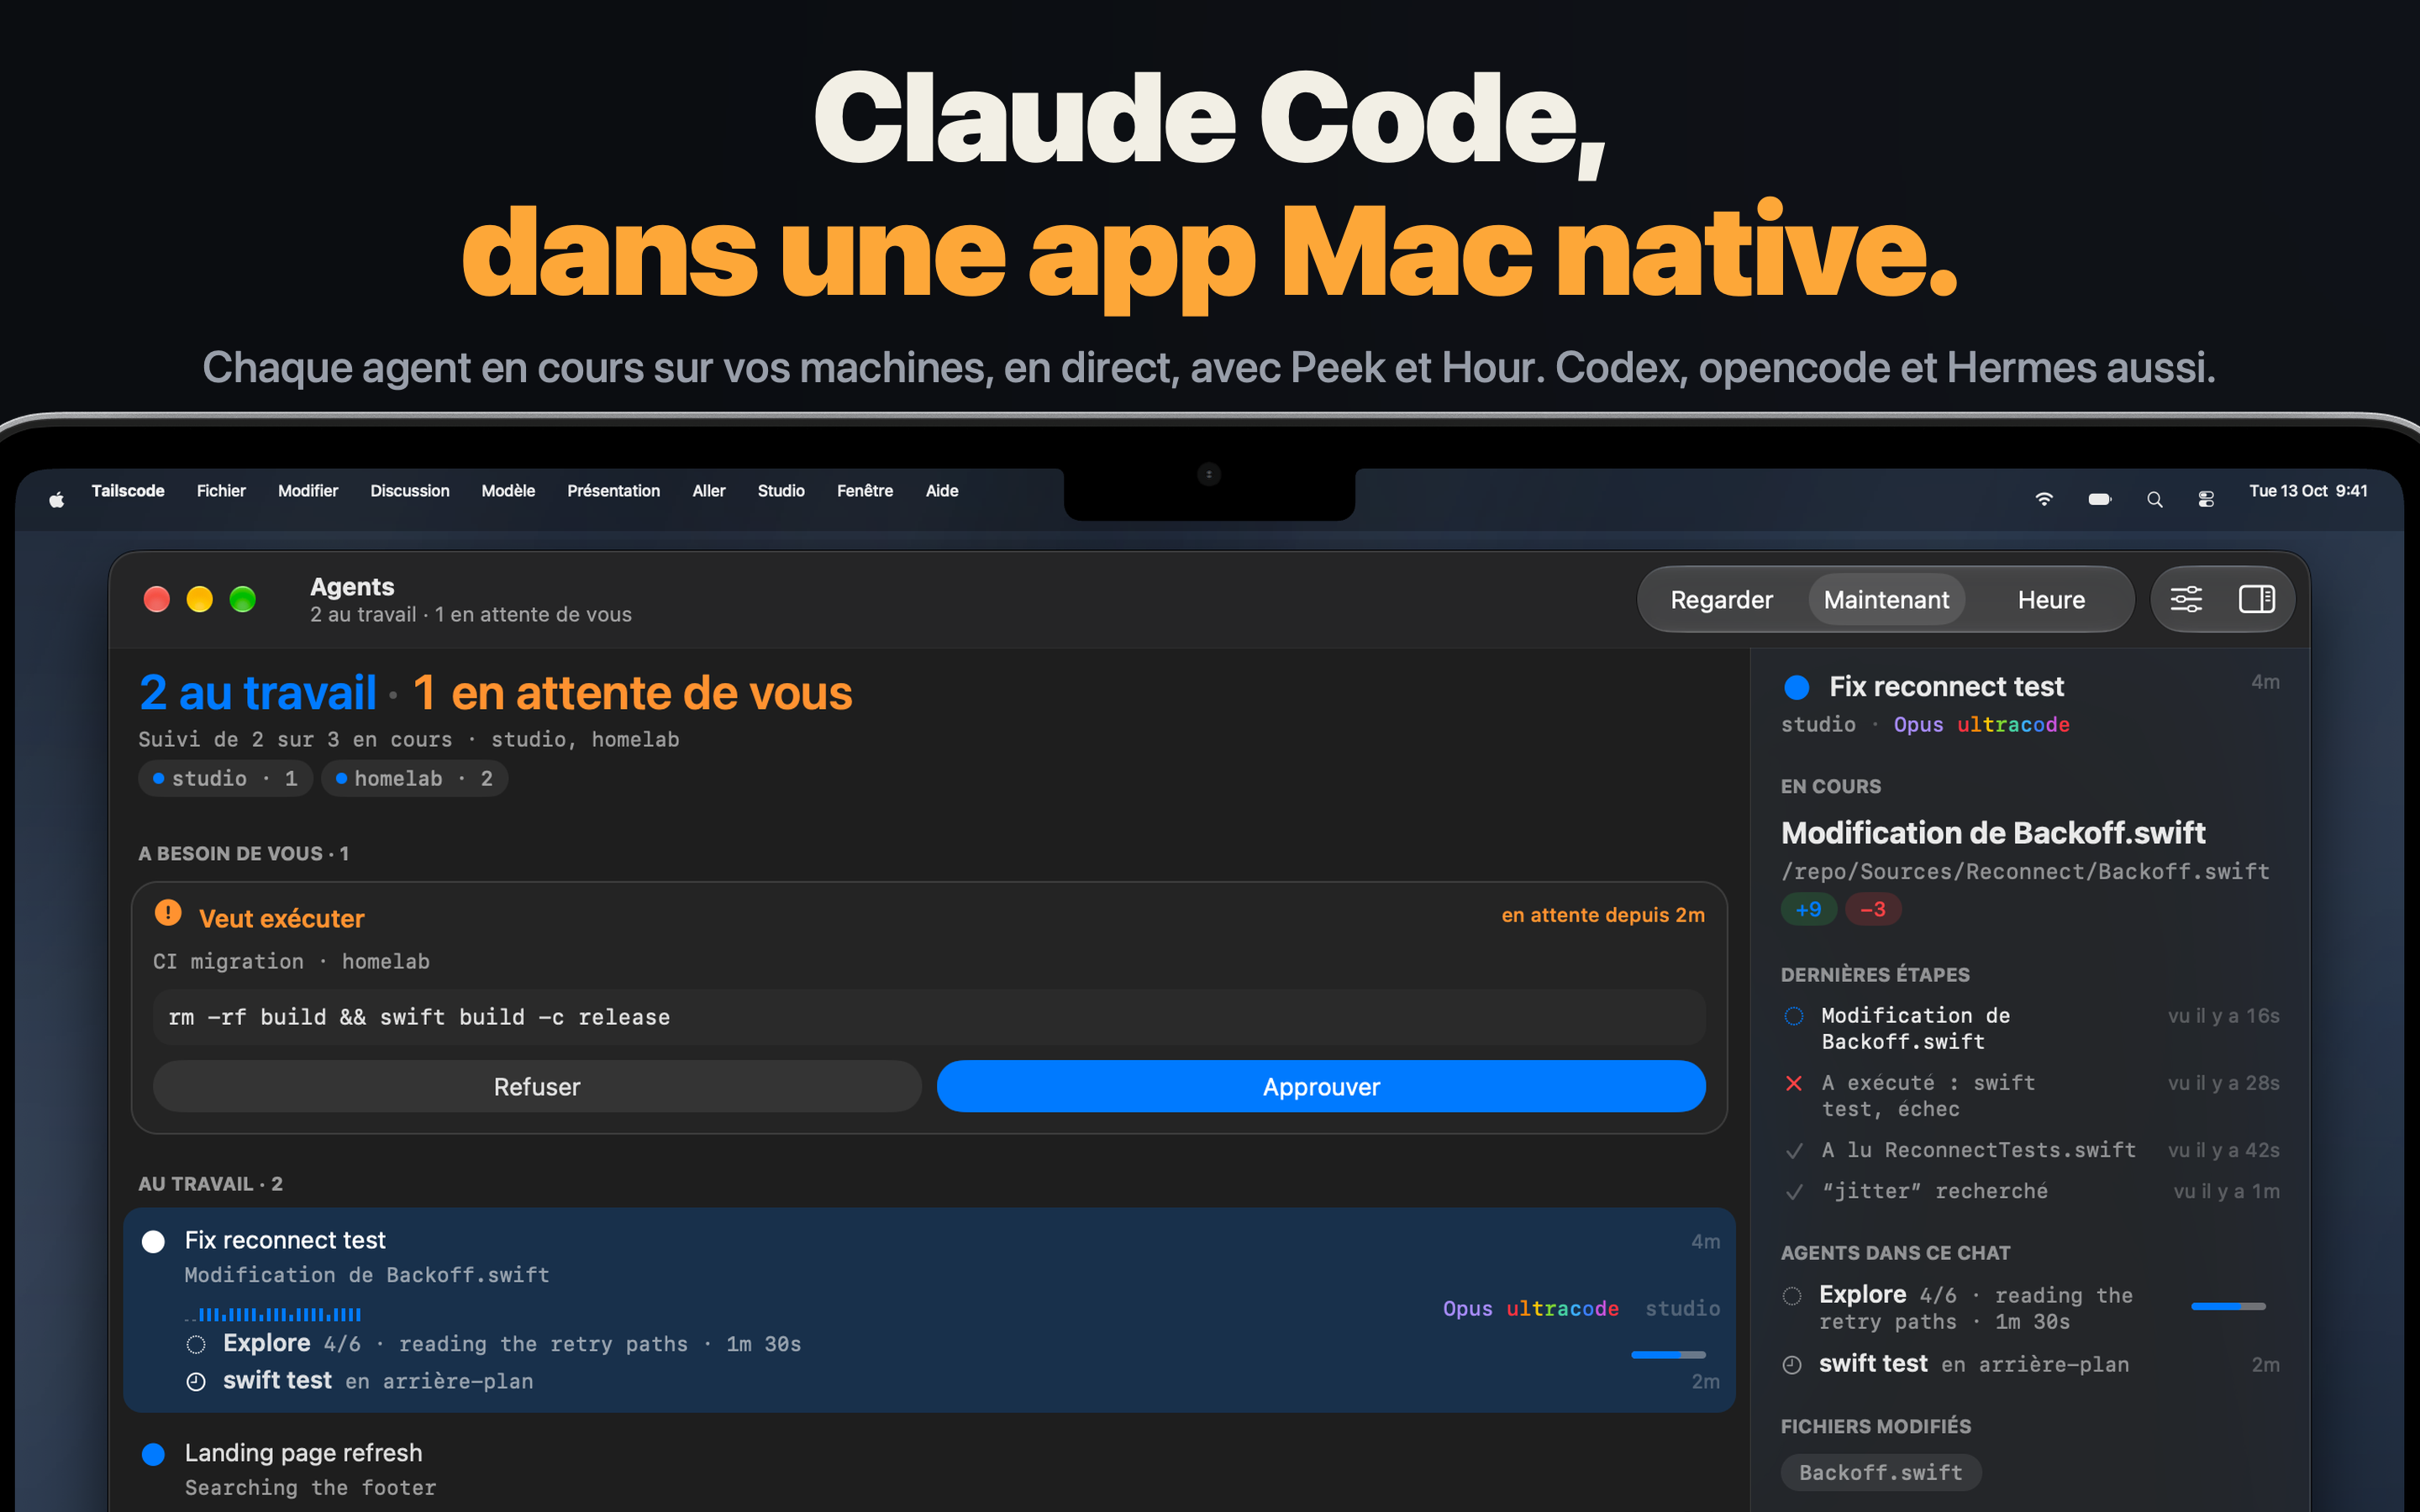 Claude Code,
dans une app Mac native.
Chaque agent en cours sur vos machines, en direct, avec Peek et Hour. Codex, opencode et Hermes aussi.
Tailscode Fichier Modifier Discussion Modèle Présentation Aller Studio Fenêtre Aide Tue 13 Oct 9:41
Agents
2 au travail · 1 en attente de vous
Regarder Maintenant Heure
2 au travail · 1 en attente de vous
Suivi de 2 sur 3 en cours · studio, homelab
studio · 1 homelab · 2
A BESOIN DE VOUS · 1
! Veut exécuter en attente depuis 2m
CI migration · homelab
rm -rf build && swift build -c release
Refuser Approuver
AU TRAVAIL · 2
Fix reconnect test 4m
Modification de Backoff.swift
Opus ultracode studio
Explore 4/6 · reading the retry paths · 1m 30s
swift test en arrière-plan 2m
Landing page refresh
Searching the footer
Fix reconnect test 4m
studio · Opus ultracode
EN COURS
Modification de Backoff.swift
/repo/Sources/Reconnect/Backoff.swift
+9 −3
DERNIÈRES ÉTAPES
Modification de vu il y a 16s
Backoff.swift
A exécuté : swift vu il y a 28s
test, échec
A lu ReconnectTests.swift vu il y a 42s
“jitter” recherché vu il y a 1m
AGENTS DANS CE CHAT
Explore 4/6 · reading the
retry paths · 1m 30s
swift test en arrière-plan 2m
FICHIERS MODIFIÉS
Backoff.swift